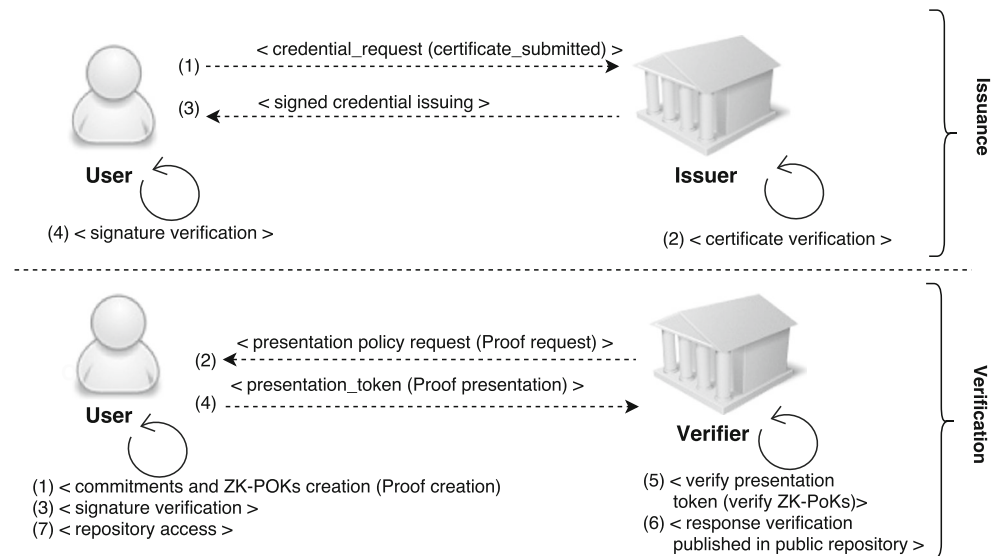 < credential_request (certificate_submitted) >
(1)
(3)
< signed credential issuing >
User
Issuer
(4) < signature verification >
(2) < certificate verification >
Issuance
< presentation policy request (Proof request) >
(2)
< presentation_token (Proof presentation) >
(4)
User
Verifier
(1) < commitments and ZK-POKs creation (Proof creation)
(3) < signature verification >
(7) < repository access >
(5) < verify presentation
token (verify ZK-PoKs)>
(6) < response verification
published in public repository >
Verification